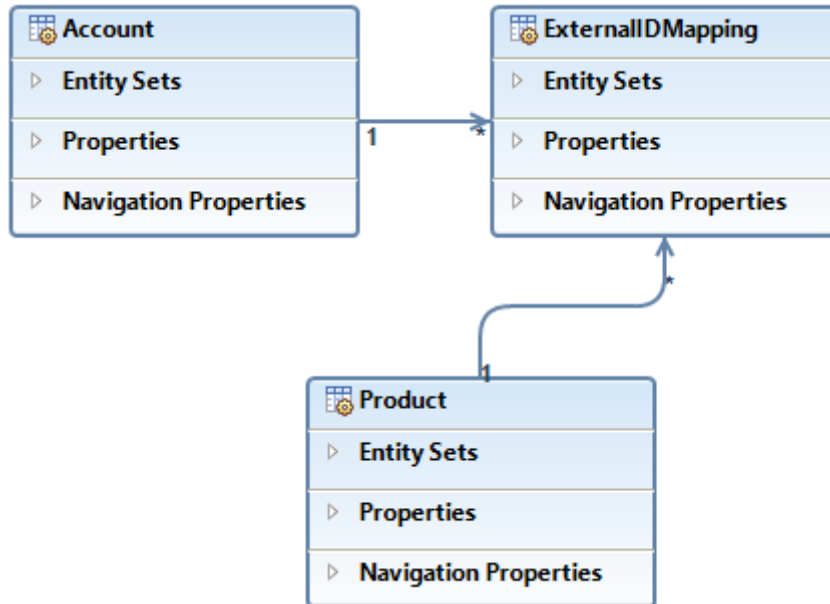 Account
Entity Sets
Properties
Navigation Properties
ExternalIDMapping
Entity Sets
Properties
Navigation Properties
1
*
*
1
Product
Entity Sets
Properties
Navigation Properties